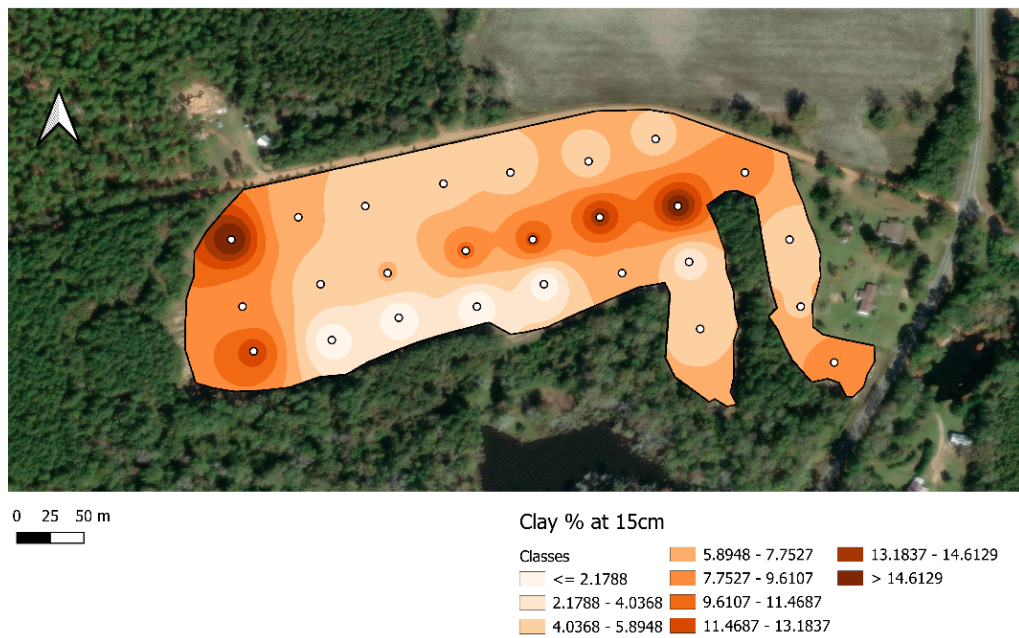 0 25 50 m
Clay % at 15cm
Classes
<= 2.1788
2.1788 - 4.0368
4.0368 - 5.8948
5.8948 - 7.7527
7.7527 - 9.6107
9.6107 - 11.4687
11.4687 - 13.1837
13.1837 - 14.6129
> 14.6129